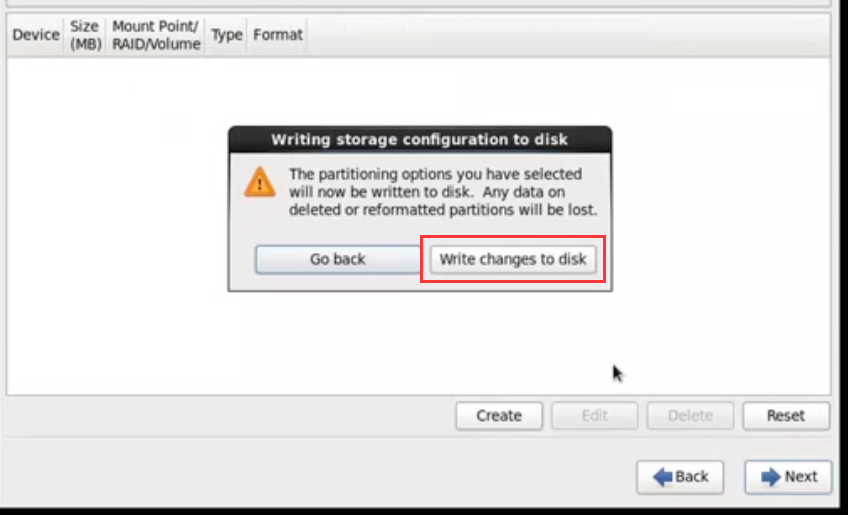 Device
Size
(MB)
Mount Point/
RAID/Volume
Type
Format
Writing storage configuration to disk
The partitioning options you have selected
will now be written to disk.  Any data on
deleted or reformatted partitions will be lost.
Go back
Write changes to disk
Create
Edit
Delete
Reset
Back
Next